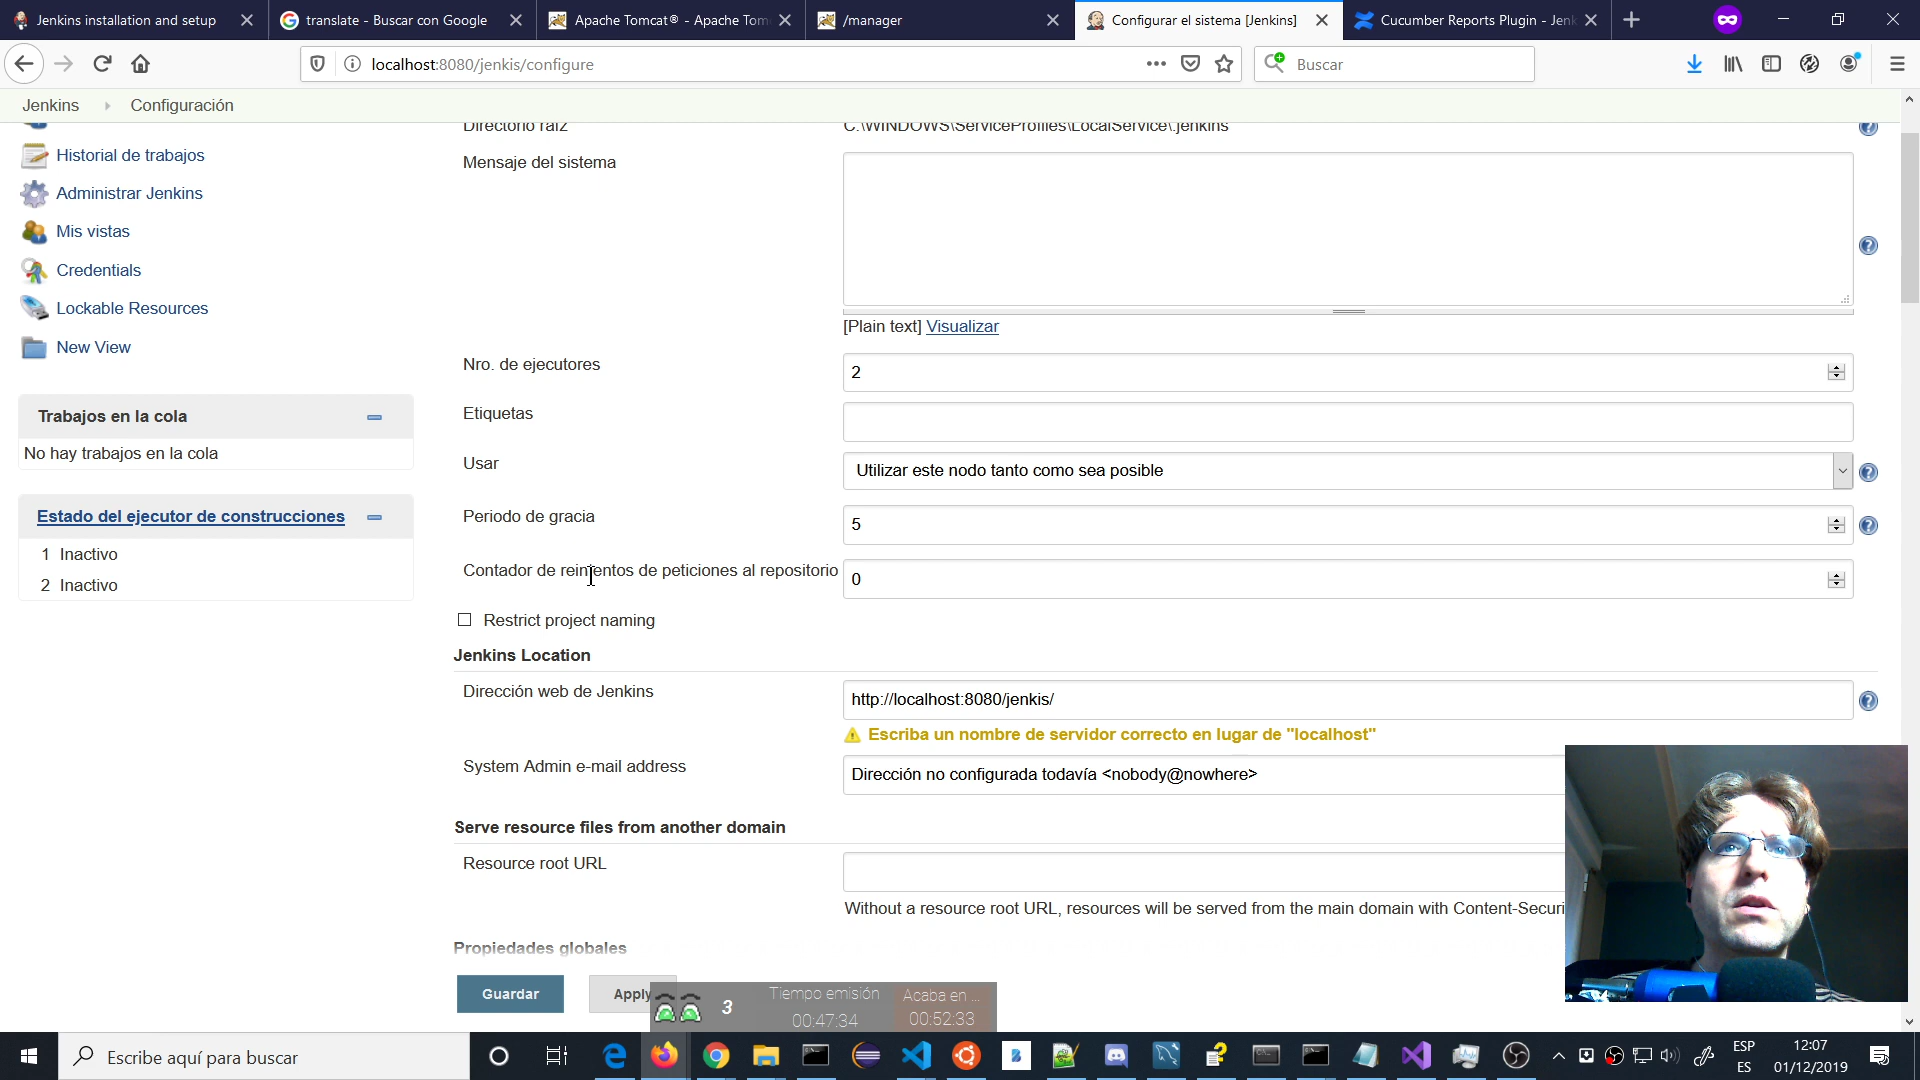 Jenkins installation and setup
translate - Buscar con Google
Apache Tomcat® - Apache Tom
/manager
Configurar el sistema [Jenkins]
Cucumber Reports Plugin - Jenk
localhost:8080/jenkis/configure
Buscar
Jenkins
Configuración
Directorio raíz
C:\WINDOWS\ServiceProfiles\LocalService\.jenkins
Historial de trabajos
Administrar Jenkins
Mis vistas
Credentials
Lockable Resources
New View
Trabajos en la cola
No hay trabajos en la cola
Estado del ejecutor de construcciones
1 Inactivo
2 Inactivo
Mensaje del sistema
[Plain text] Visualizar
Nro. de ejecutores
2
Etiquetas
Usar
Utilizar este nodo tanto como sea posible
Periodo de gracia
5
Contador de reintentos de peticiones al repositorio
0
Restrict project naming
Jenkins Location
Dirección web de Jenkins
http://localhost:8080/jenkis/
Escriba un nombre de servidor correcto en lugar de "localhost"
System Admin e-mail address
Dirección no configurada todavía <nobody@nowhere>
Serve resource files from another domain
Resource root URL
Without a resource root URL, resources will be served from the main domain with Content-Securi
Propiedades globales
Guardar
Apply
3
Tiempo emisión
00:47:34
Acaba en ...
00:52:33
Escribe aquí para buscar
ESP
ES
12:07
01/12/2019